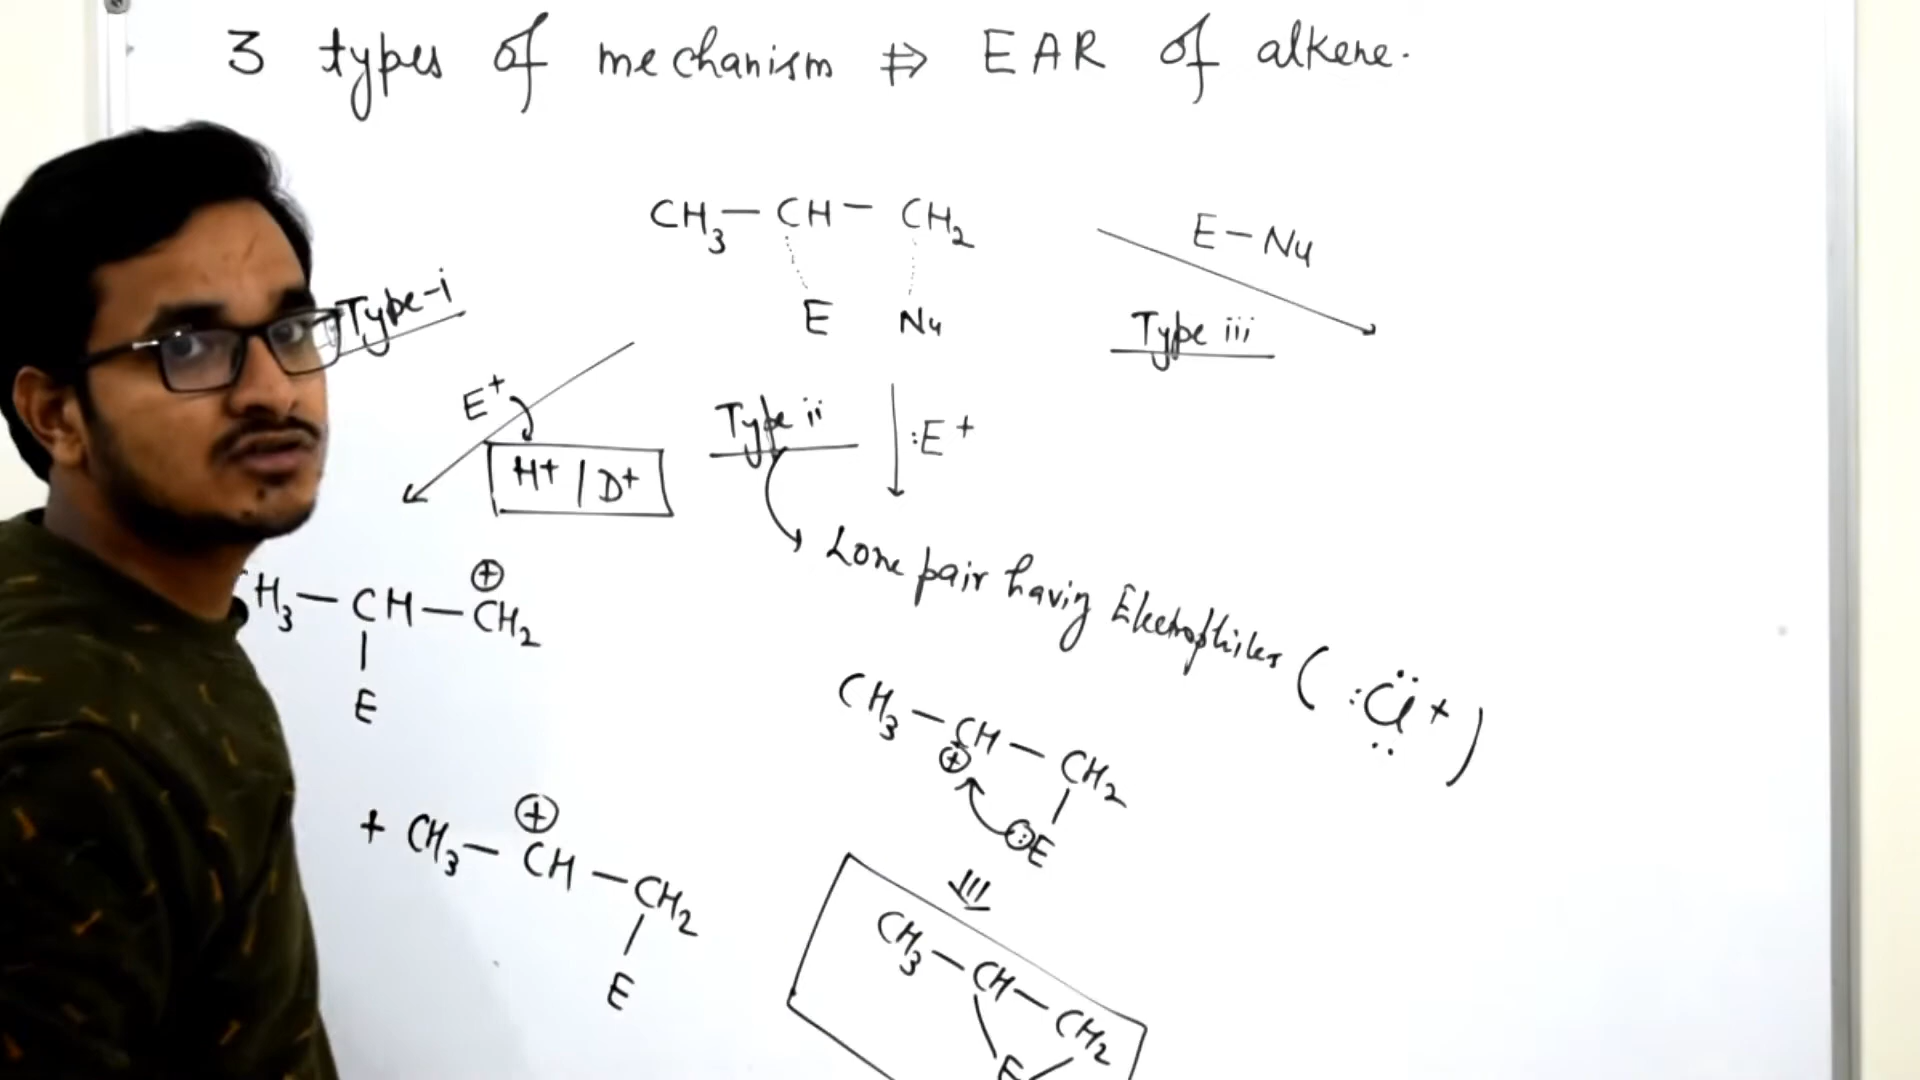 3 types of mechanism ⇒ EAR of alkene.
CH3 — CH — CH2
E Nu
Type-i
E+
H+ / D+
Type ii
:E+
E — Nu
Type iii
Lone pair having Electrophiles ( :Cl+ )
H3 — CH — CH2
⊕
E
+ CH3 — CH — CH2
⊕
E
CH3 — CH — CH2
⊕
:E
CH3 — CH — CH2
E